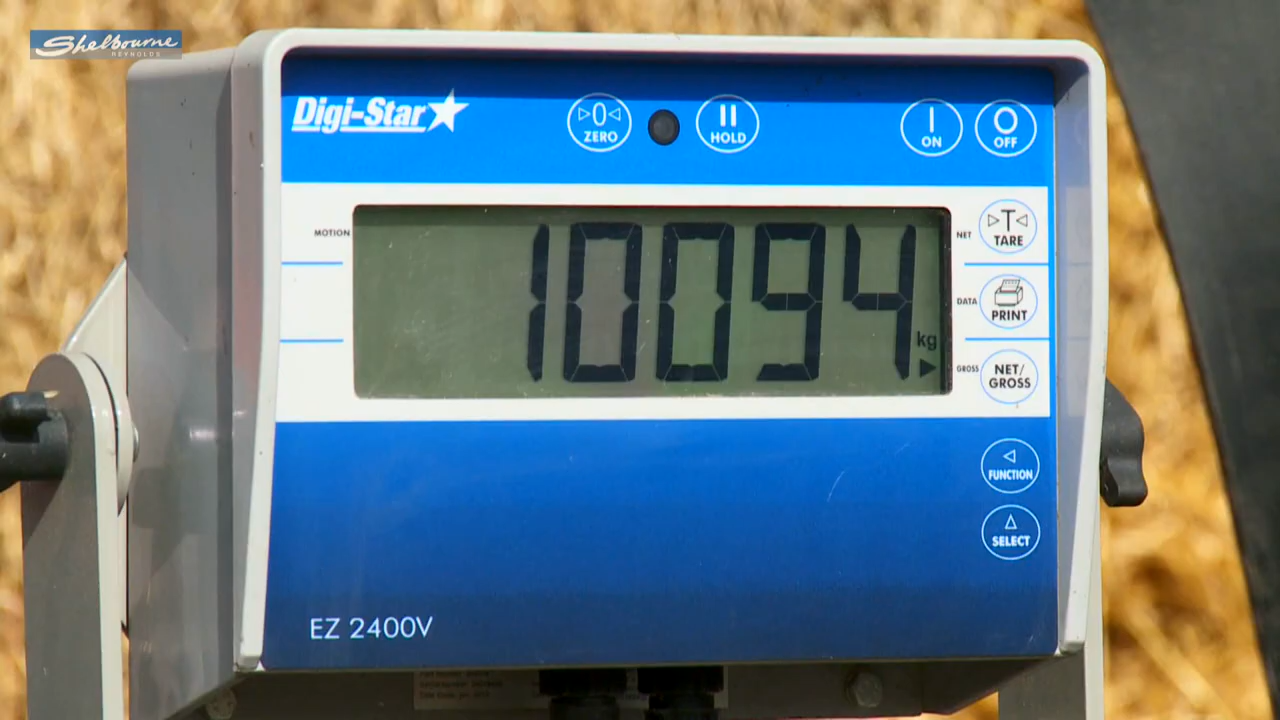 Shelbourne
REYNOLDS
Digi-Star
0
ZERO
HOLD
ON
OFF
MOTION
10094
kg
NET
T
TARE
DATA
PRINT
GROSS
NET/
GROSS
FUNCTION
SELECT
EZ 2400V